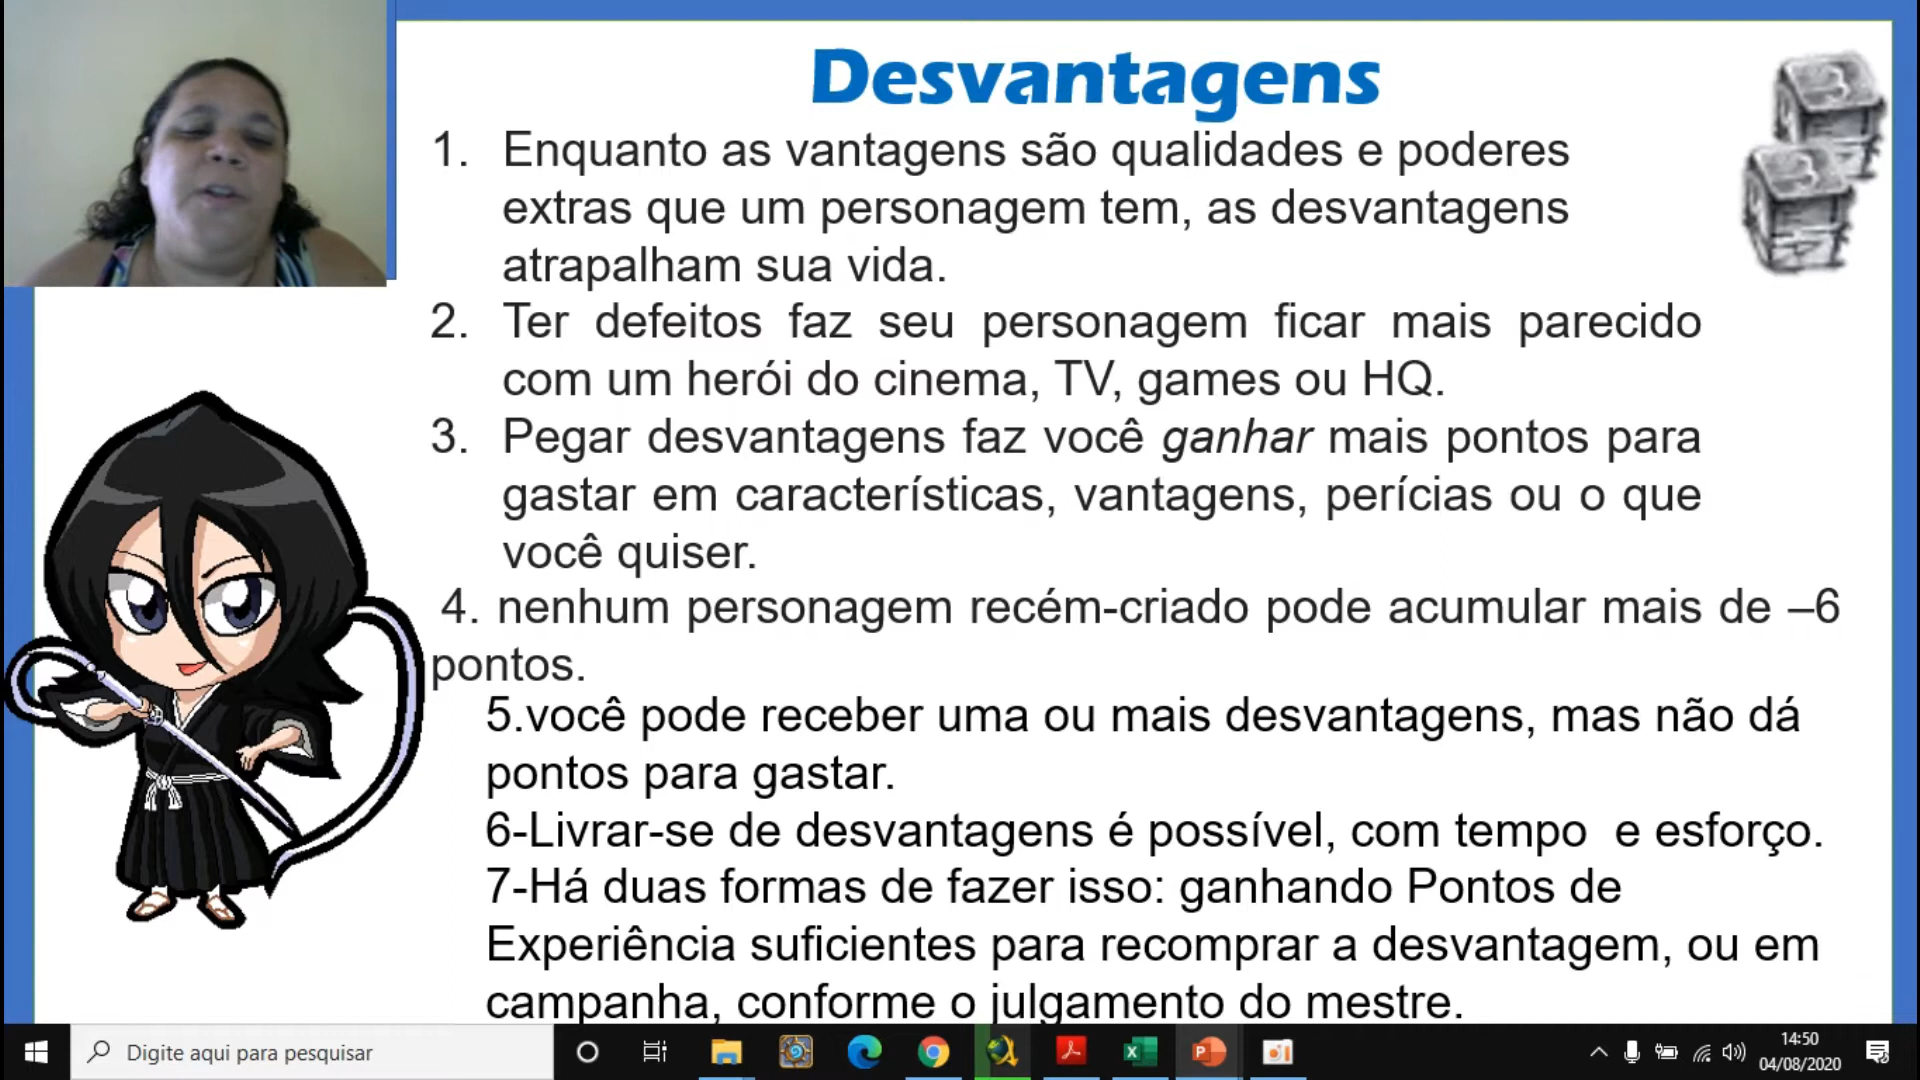 Desvantagens
1. Enquanto as vantagens são qualidades e poderes
extras que um personagem tem, as desvantagens
atrapalham sua vida.
2. Ter defeitos faz seu personagem ficar mais parecido
com um herói do cinema, TV, games ou HQ.
3. Pegar desvantagens faz você ganhar mais pontos para
gastar em características, vantagens, perícias ou o que
você quiser.
4. nenhum personagem recém-criado pode acumular mais de –6
pontos.
5.você pode receber uma ou mais desvantagens, mas não dá
pontos para gastar.
6-Livrar-se de desvantagens é possível, com tempo e esforço.
7-Há duas formas de fazer isso: ganhando Pontos de
Experiência suficientes para recomprar a desvantagem, ou em
campanha, conforme o julgamento do mestre.
Digite aqui para pesquisar
14:50
04/08/2020